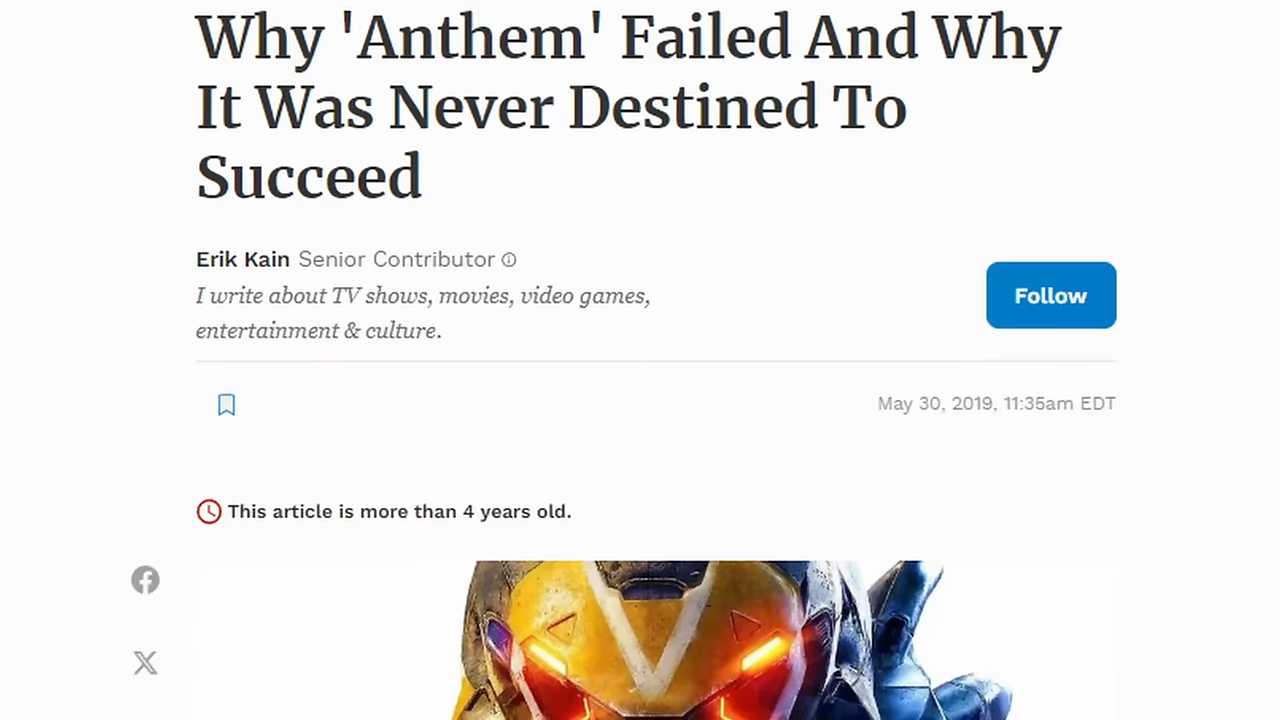 Why 'Anthem' Failed And Why
It Was Never Destined To
Succeed
Erik Kain Senior Contributor
I write about TV shows, movies, video games,
entertainment & culture.
Follow
May 30, 2019, 11:35am EDT
This article is more than 4 years old.